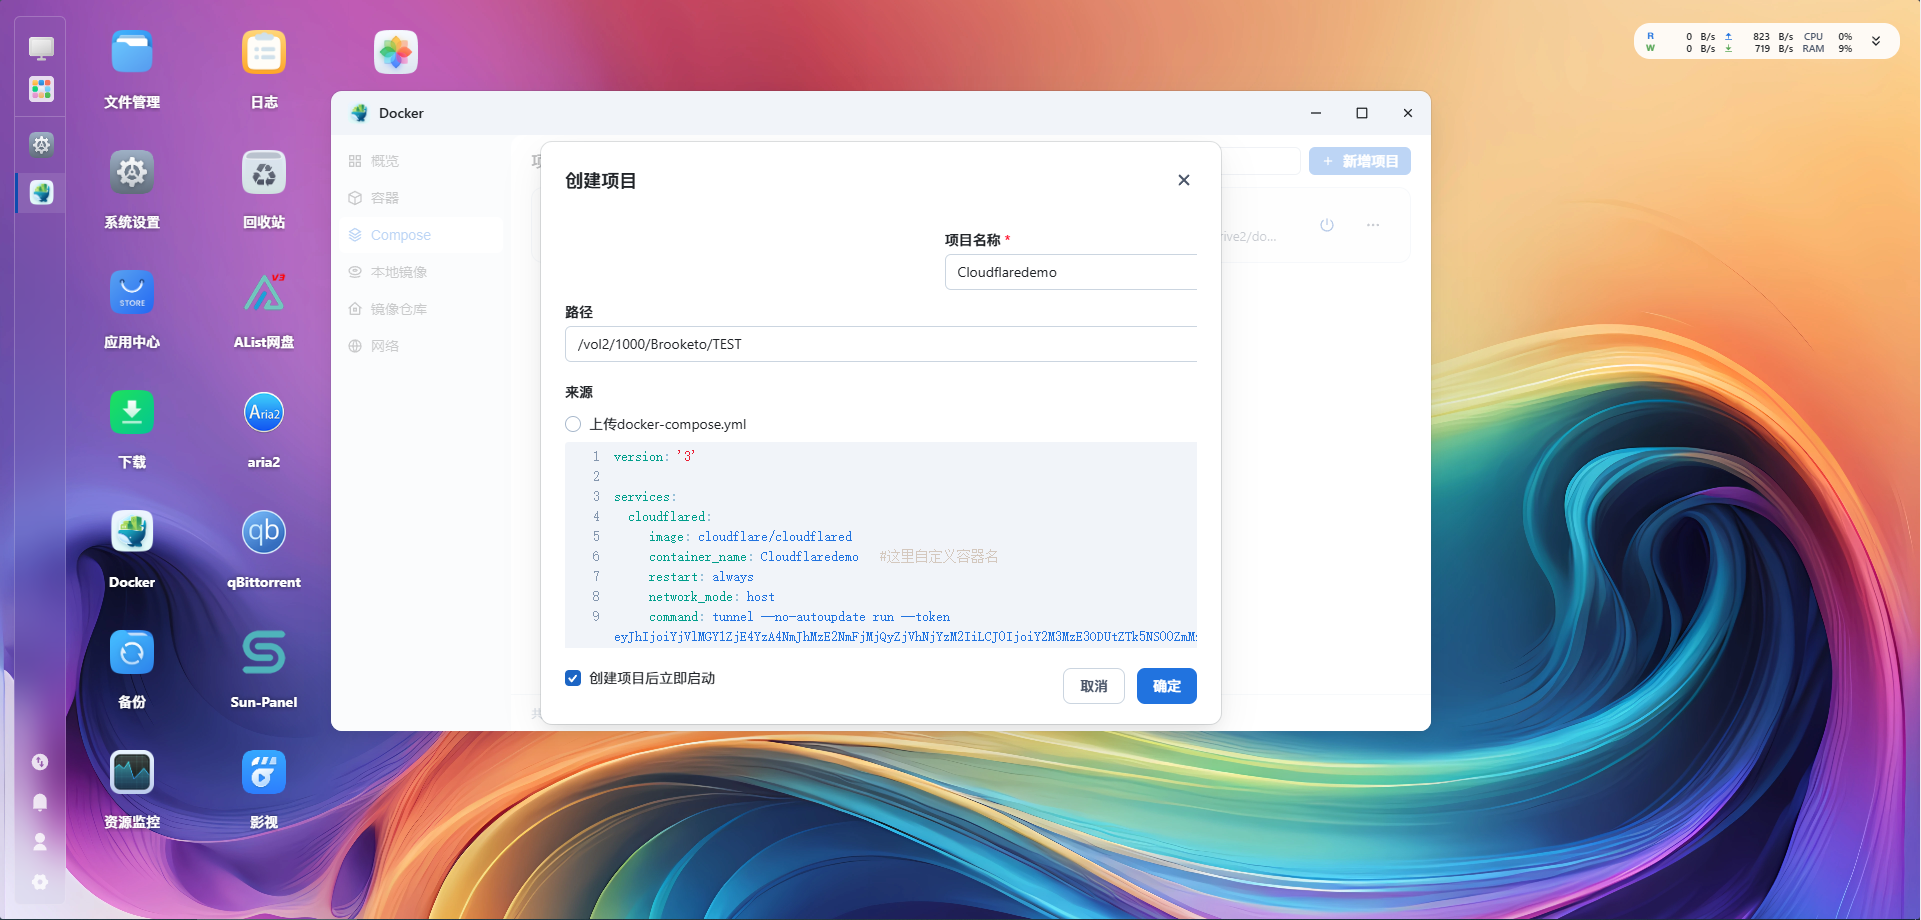 文件管理
日志
系统设置
回收站
STORE
应用中心
V3
AList网盘
下载
Aria2
aria2
Docker
qb
qBittorrent
备份
Sun-Panel
资源监控
影视
R 0 B/s 823 B/s CPU 0%
W 0 B/s 719 B/s RAM 9%
Docker
概览
容器
Compose
本地镜像
镜像仓库
网络
新增项目
rive2/do...
创建项目
项目名称 *
Cloudflaredemo
路径
/vol2/1000/Brooketo/TEST
来源
上传docker-compose.yml
1 version: '3'
2
3 services:
4 cloudflared:
5 image: cloudflare/cloudflared
6 container_name: Cloudflaredemo #这里自定义容器名
7 restart: always
8 network_mode: host
9 command: tunnel --no-autoupdate run --token
创建项目后立即启动
取消
确定